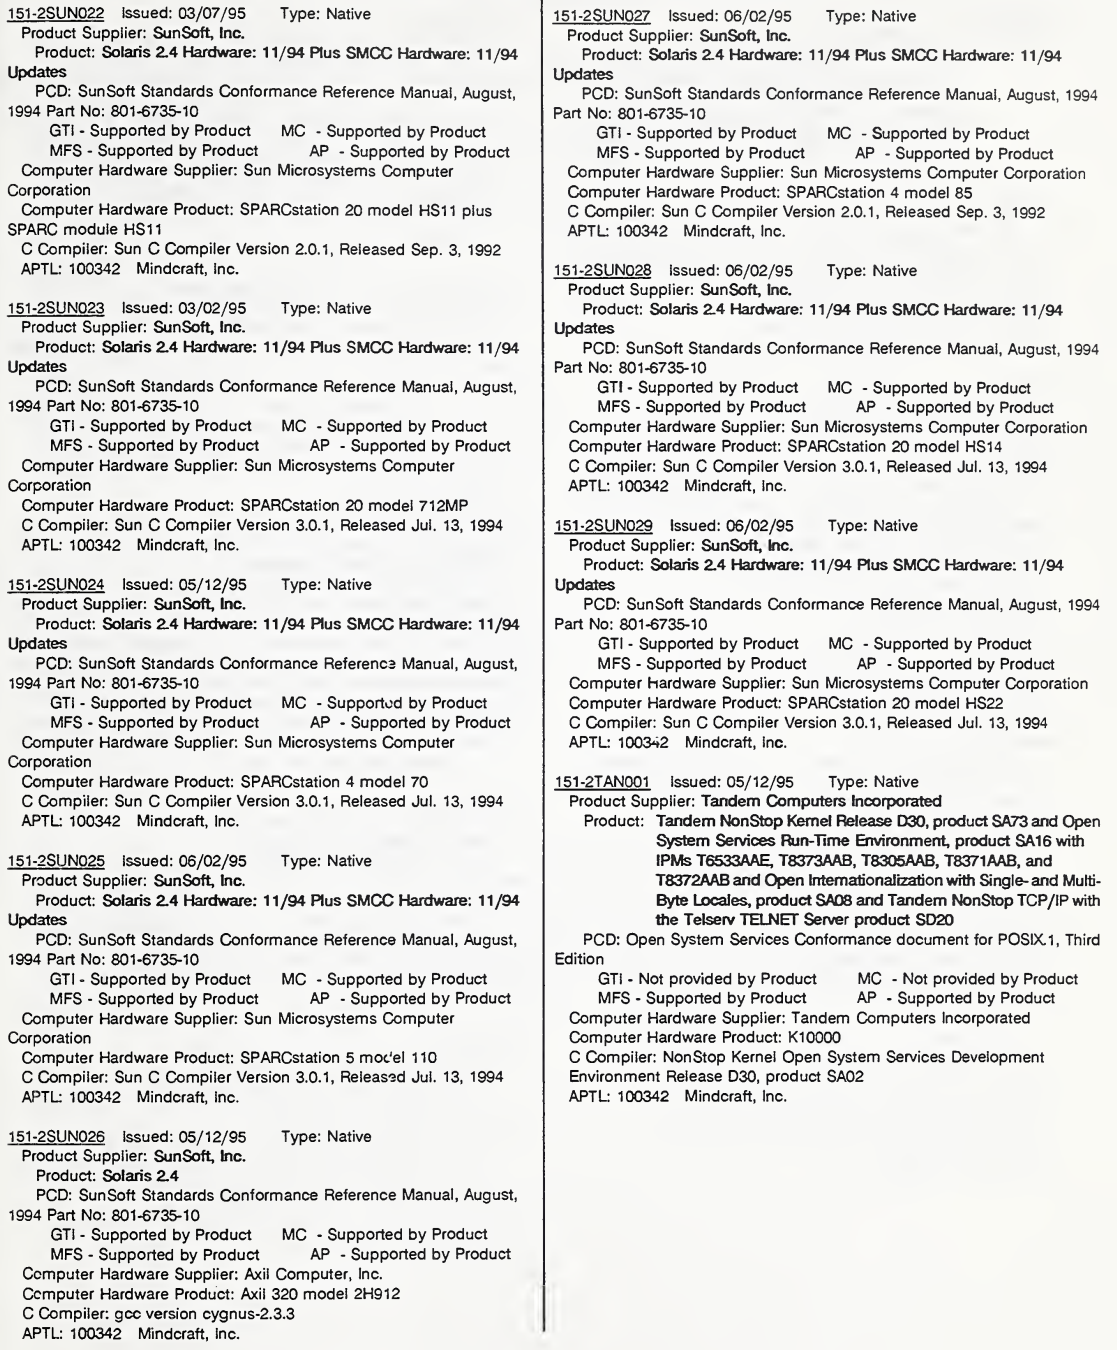 151-2SUN022 Issued: 03/07/95 Type: Native
Product Supplier: SunSoft, Inc.
Product: Solaris 2.4 Hardware: 11/94 Plus SMCC Hardware: 11/94
Updates
PCD: SunSoft Standards Conformance Reference Manual, August,
1994 Part No: 801-6735-10
GTI - Supported by Product MC - Supported by Product
MFS - Supported by Product AP - Supported by Product
Computer Hardware Supplier: Sun Microsystems Computer
Corporation
Computer Hardware Product: SPARCstation 20 model HS11 plus
SPARC module HS11
C Compiler: Sun C Compiler Version 2.0.1, Released Sep. 3, 1992
APTL: 100342 Mindcraft, Inc.
151-2SUN023 Issued: 03/02/95 Type: Native
Product Supplier: SunSoft, Inc.
Product: Solaris 2.4 Hardware: 11/94 Plus SMCC Hardware: 11/94
Updates
PCD: SunSoft Standards Conformance Reference Manual, August,
1994 Part No: 801-6735-10
GTI - Supported by Product MC - Supported by Product
MFS - Supported by Product AP - Supported by Product
Computer Hardware Supplier: Sun Microsystems Computer
Corporation
Computer Hardware Product: SPARCstation 20 model 712MP
C Compiler: Sun C Compiler Version 3.0.1, Released Jul. 13, 1994
APTL: 100342 Mindcraft, Inc.
151-2SUN024 Issued: 05/12/95 Type: Native
Product Supplier: SunSoft, Inc.
Product: Solaris 2.4 Hardware: 11/94 Plus SMCC Hardware: 11/94
Updates
PCD: SunSoft Standards Conformance Reference Manual, August,
1994 Part No: 801-6735-10
GTI - Supported by Product MC - Supported by Product
MFS - Supported by Product AP - Supported by Product
Computer Hardware Supplier: Sun Microsystems Computer
Corporation
Computer Hardware Product: SPARCstation 4 model 70
C Compiler: Sun C Compiler Version 3.0.1, Released Jul. 13, 1994
APTL: 100342 Mindcraft, Inc.
151-2SUN025 Issued: 06/02/95 Type: Native
Product Supplier: SunSoft, Inc.
Product: Solaris 2.4 Hardware: 11/94 Plus SMCC Hardware: 11/94
Updates
PCD: SunSoft Standards Conformance Reference Manual, August,
1994 Part No: 801-6735-10
GTI - Supported by Product MC - Supported by Product
MFS - Supported by Product AP - Supported by Product
Computer Hardware Supplier: Sun Microsystems Computer
Corporation
Computer Hardware Product: SPARCstation 5 model 110
C Compiler: Sun C Compiler Version 3.0.1, Released Jul. 13, 1994
APTL: 100342 Mindcraft, Inc.
151-2SUN026 Issued: 05/12/95 Type: Native
Product Supplier: SunSoft, Inc.
Product: Solaris 2.4
PCD: SunSoft Standards Conformance Reference Manual, August,
1994 Part No: 801-6735-10
GTI - Supported by Product MC - Supported by Product
MFS - Supported by Product AP - Supported by Product
Computer Hardware Supplier: Axil Computer, Inc.
Computer Hardware Product: Axil 320 model 2H912
C Compiler: gcc version cygnus-2.3.3
APTL: 100342 Mindcraft, Inc.
151-2SUN027 Issued: 06/02/95 Type: Native
Product Supplier: SunSoft, Inc.
Product: Solaris 2.4 Hardware: 11/94 Plus SMCC Hardware: 11/94
Updates
PCD: SunSoft Standards Conformance Reference Manual, August, 1994
Part No: 801-6735-10
GTI - Supported by Product MC - Supported by Product
MFS - Supported by Product AP - Supported by Product
Computer Hardware Supplier: Sun Microsystems Computer Corporation
Computer Hardware Product: SPARCstation 4 model 85
C Compiler: Sun C Compiler Version 2.0.1, Released Sep. 3, 1992
APTL: 100342 Mindcraft, Inc.
151-2SUN028 Issued: 06/02/95 Type: Native
Product Supplier: SunSoft, Inc.
Product: Solaris 2.4 Hardware: 11/94 Plus SMCC Hardware: 11/94
Updates
PCD: SunSoft Standards Conformance Reference Manual, August, 1994
Part No: 801-6735-10
GTI - Supported by Product MC - Supported by Product
MFS - Supported by Product AP - Supported by Product
Computer Hardware Supplier: Sun Microsystems Computer Corporation
Computer Hardware Product: SPARCstation 20 model HS14
C Compiler: Sun C Compiler Version 3.0.1, Released Jul. 13, 1994
APTL: 100342 Mindcraft, Inc.
151-2SUN029 Issued: 06/02/95 Type: Native
Product Supplier: SunSoft, Inc.
Product: Solaris 2.4 Hardware: 11/94 Plus SMCC Hardware: 11/94
Updates
PCD: SunSoft Standards Conformance Reference Manual, August, 1994
Part No: 801-6735-10
GTI - Supported by Product MC - Supported by Product
MFS - Supported by Product AP - Supported by Product
Computer Hardware Supplier: Sun Microsystems Computer Corporation
Computer Hardware Product: SPARCstation 20 model HS22
C Compiler: Sun C Compiler Version 3.0.1, Released Jul. 13, 1994
APTL: 100342 Mindcraft, Inc.
151-2TAN001 Issued: 05/12/95 Type: Native
Product Supplier: Tandem Computers Incorporated
Product: Tandem NonStop Kernel Release D30, product SA73 and Open
System Services Run-Time Environment, product SA16 with
IPMs T6533AAE, T8373AAB, T8305AAB, T8371AAB, and
T8372AAB and Open Internationalization with Single- and Multi-
Byte Locales, product SA08 and Tandem NonStop TCP/IP with
the Telserv TELNET Server product SD20
PCD: Open System Services Conformance document for POSIX.1, Third
Edition
GTI - Not provided by Product MC - Not provided by Product
MFS - Supported by Product AP - Supported by Product
Computer Hardware Supplier: Tandem Computers Incorporated
Computer Hardware Product: K10000
C Compiler: NonStop Kernel Open System Services Development
Environment Release D30, product SA02
APTL: 100342 Mindcraft, Inc.